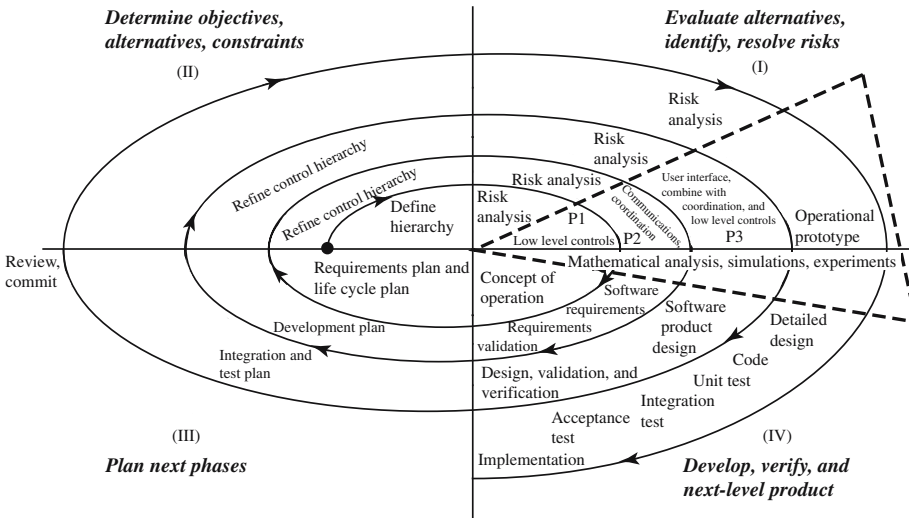 Determine objectives,
alternatives, constraints
(II)
Evaluate alternatives,
identify, resolve risks
(I)
Risk
analysis
Risk
analysis
User interface,
combine with
coordination, and
low level controls
P3
Operational
prototype
Risk analysis
Communications,
coordination
P2
Risk
analysis
P1
Low level controls
Refine control hierarchy
Refine control hierarchy
Define
hierarchy
Review,
commit
Mathematical analysis, simulations, experiments
Requirements plan and
life cycle plan
Development plan
Integration and
test plan
Concept of
operation
Software
requirements
Requirements
validation
Software
product
design
Detailed
design
Code
Unit test
Integration
test
Design, validation, and
verification
Acceptance
test
Implementation
(III)
Plan next phases
(IV)
Develop, verify, and
next-level product